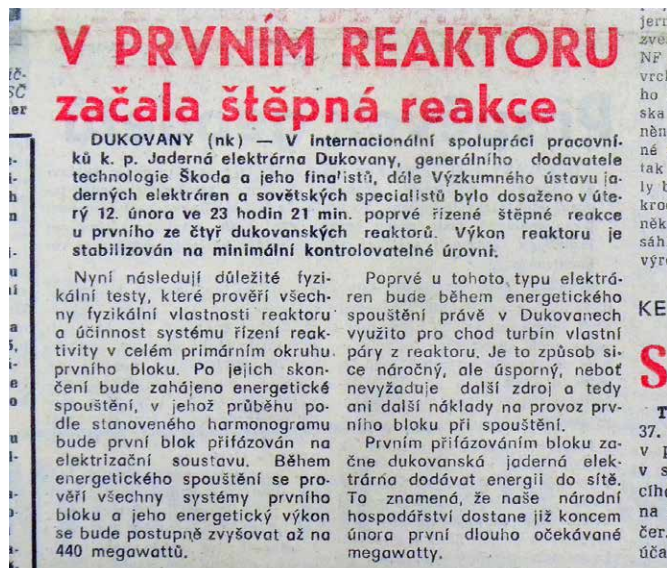 V PRVNÍM REAKTORU
začala štěpná reakce
DUKOVANY (nk) — V internacionální spolupráci pracovní-
ků k. p. Jaderná elektrárna Dukovany, generálního dodavatele
technologie Škoda a jeho finalistů, dále Výzkumného ústavu ja-
derných elektráren a sovětských specialistů bylo dosaženo v úte-
rý 12. února ve 23 hodin 21 min. poprvé řízené štěpné reakce
u prvního ze čtyř dukovanských reaktorů. Výkon reaktoru je
stabilizován na minimální kontrolovatelné úrovni.
Nyní následují důležité fyzi-
kální testy, které prověří všech-
ny fyzikální vlastnosti reaktoru
a účinnost systému řízení reak-
tivity v celém primárním okruhu
prvního bloku. Po jejich skon-
čení bude zahájeno energetické
spouštění, v jehož průběhu po-
dle stanoveného harmonogramu
bude první blok přifázován na
elektrizační soustavu. Během
energetického spouštění se pro-
věří všechny systémy prvního
bloku a jeho energetický výkon
se bude postupně zvyšovat až na
440 megawattů.
Poprvé u tohoto typu elektrá-
ren bude během energetického
spouštění právě v Dukovanech
využito pro chod turbin vlastní
páry z reaktoru. Je to způsob si-
ce náročný, ale úsporný, neboť
nevyžaduje další zdroj a tedy
ani další náklady na provoz prv-
ního bloku při spouštění.
Prvním přifázováním bloku za-
čne dukovanská jaderná elek-
trárna dodávat energii do sítě.
To znamená, že naše národní
hospodářství dostane již koncem
února první dlouho očekávané
megawatty.